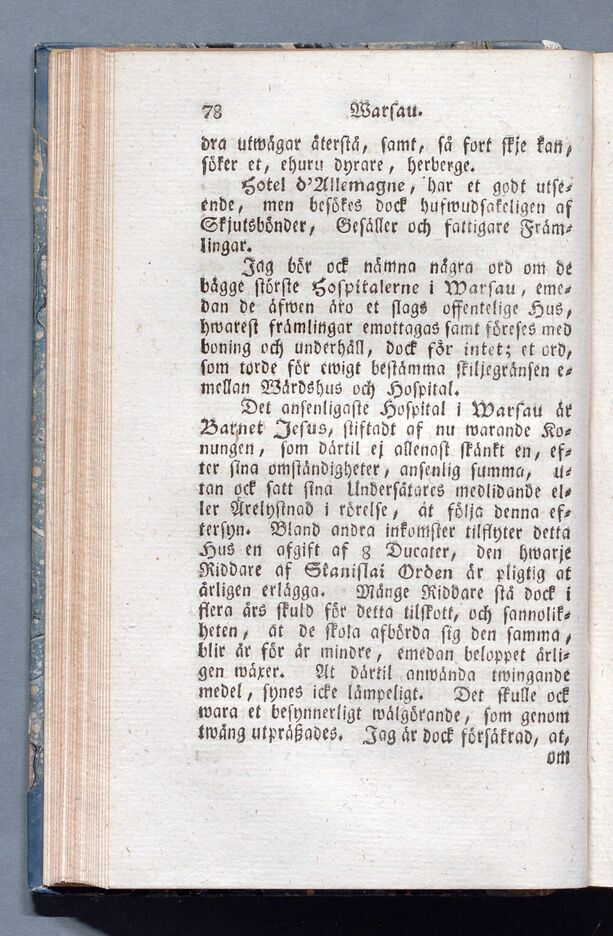 78 Warsau.
dra utwägar återstå, samt, så fort skje kan,
söker et, ehuru dyrare, herberge.
Hotel d'Allemagne, har et godt utse-
ende, men besökes dock hufwudsakeligen af
Skjutsbönder, Gesäller och fattigare Främ-
lingar.
Jag bör ock nämna några ord om de
bägge störste Hospitalerne i Warsau, eme-
dan de äfwen äro et slags offentelige Hus,
hwarest främlingar emottagas samt föreses med
boning och underhåll, dock för intet; et ord,
som torde för ewigt bestämma skiljegränsen e-
mellan Wärdshus och Hospital.
Det ansenligaste Hospital i Warsau är
Barnet Jesus, stiftadt af nu warande Ko-
nungen, som därtil ej allenast skänkt en, ef-
ter sina omständigheter, ansenlig summa, u-
tan ock satt sina Undersåtares medlidande el-
ler Ärelystnad i rörelse, at följa denna ef-
tersyn. Bland andra inkomster tilflyter detta
Hus en afgift af 8 Ducater, den hwarje
Riddare af Stanislai Orden är pligtig at
årligen erlägga. Månge Riddare stå dock i
flera års skuld för detta tilskott, och sannolik-
heten, at de skola afbörda sig den samma,
blir år för år mindre, emedan beloppet årli-
gen wäxer. At därtil anwända twingande
medel, synes icke lämpeligt. Det skulle ock
wara et besynnerligt wälgörande, som genom
twång utpräßades. Jag är dock försäkrad, at,
om